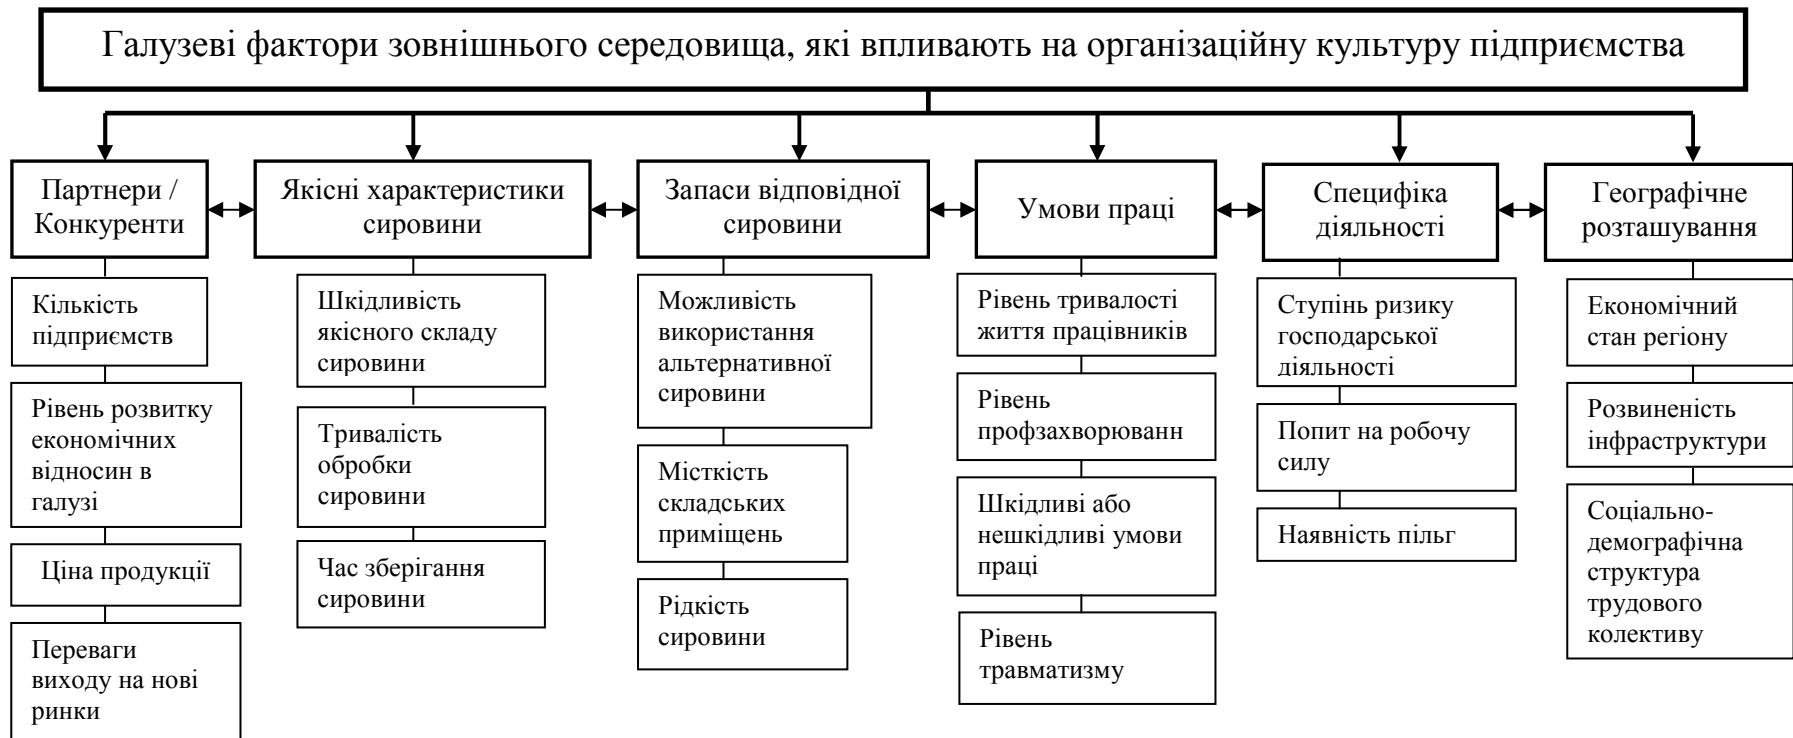 Галузеві фактори зовнішнього середовища, які впливають на організаційну культуру підприємства
Партнери /
Конкуренти
Кількість
підприємств
Рівень розвитку
економічних
відносин в
галузі
Ціна продукції
Переваги
виходу на нові
ринки
Якісні характеристики
сировини
Шкідливість
якісного складу
сировини
Тривалість
обробки
сировини
Час зберігання
сировини
Запаси відповідної
сировини
Можливість
використання
альтернативної
сировини
Місткість
складських
приміщень
Рідкість
сировини
Умови праці
Рівень тривалості
життя працівників
Рівень
профзахворюванн
Шкідливі або
нешкідливі умови
праці
Рівень
травматизму
Специфіка
діяльності
Ступінь ризику
господарської
діяльності
Попит на робочу
силу
Наявність пільг
Географічне
розташування
Економічний
стан регіону
Розвиненість
інфраструктури
Соціально-
демографічна
структура
трудового
колективу